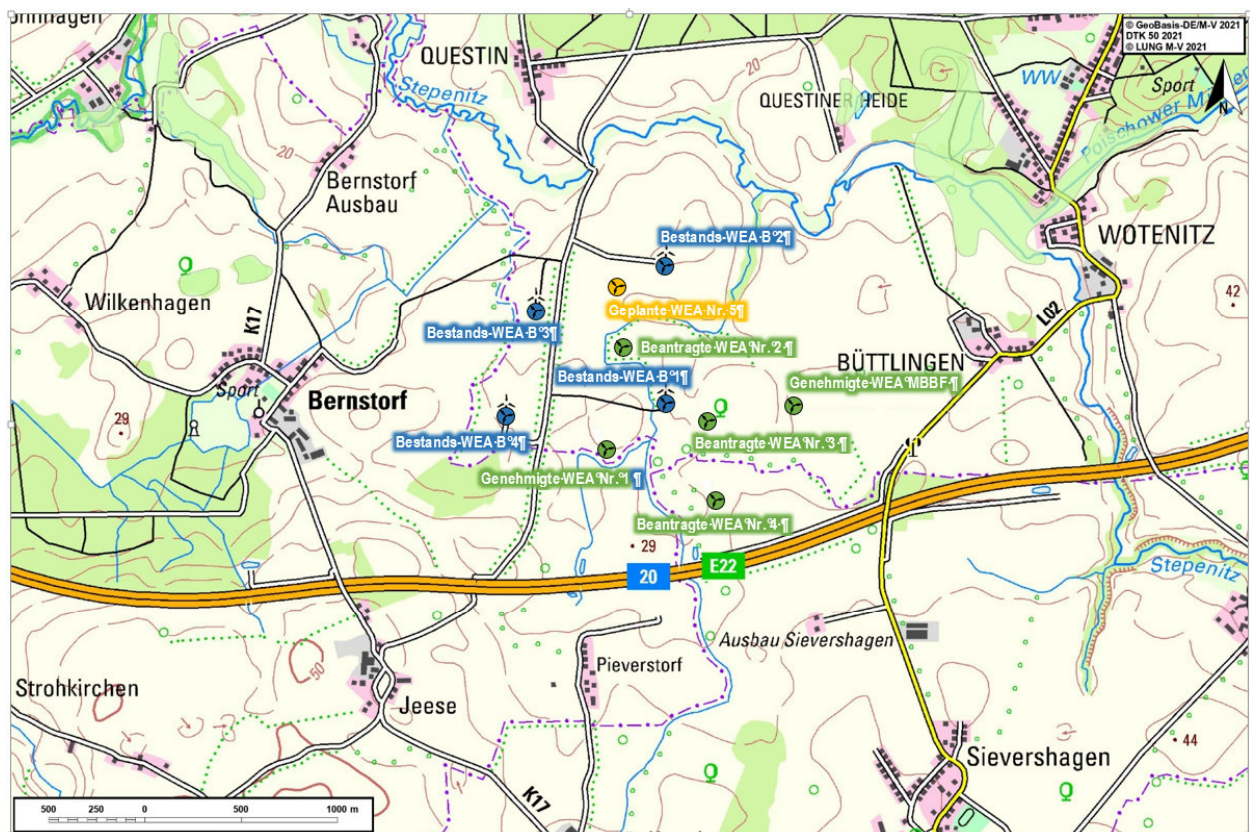 © GeoBasis-DE/M-V 2021
DTK 50 2021
© LUNG M-V 2021
QUESTIN
Stepenitz
WW
Sport
N
QUESTINER HEIDE
20
20
Poischower
Bernstorf
Ausbau
WOTENITZ
Bestands-WEA-B°2¶
Wilkenhagen
K17
Geplante-WEA-Nr.-5¶
42
L02
Bestands-WEA-B°3¶
Beantragte-WEA°Nr.°2·¶
BÜTTLINGEN
Sport
Bestands-WEA-B°1¶
Genehmigte-WEA°MBBF·¶
Bernstorf
29
Bestands-WEA-B°4¶
Beantragte-WEA°Nr.°3·¶
Genehmigte-WEA°Nr.°1 ¶
Beantragte-WEA°Nr.°4·¶
29
20
E22
Stepenitz
Ausbau Sievershagen
Pieverstorf
50
Strohkirchen
Jeese
44
Sievershagen
K17
500 250 0 500 1000 m